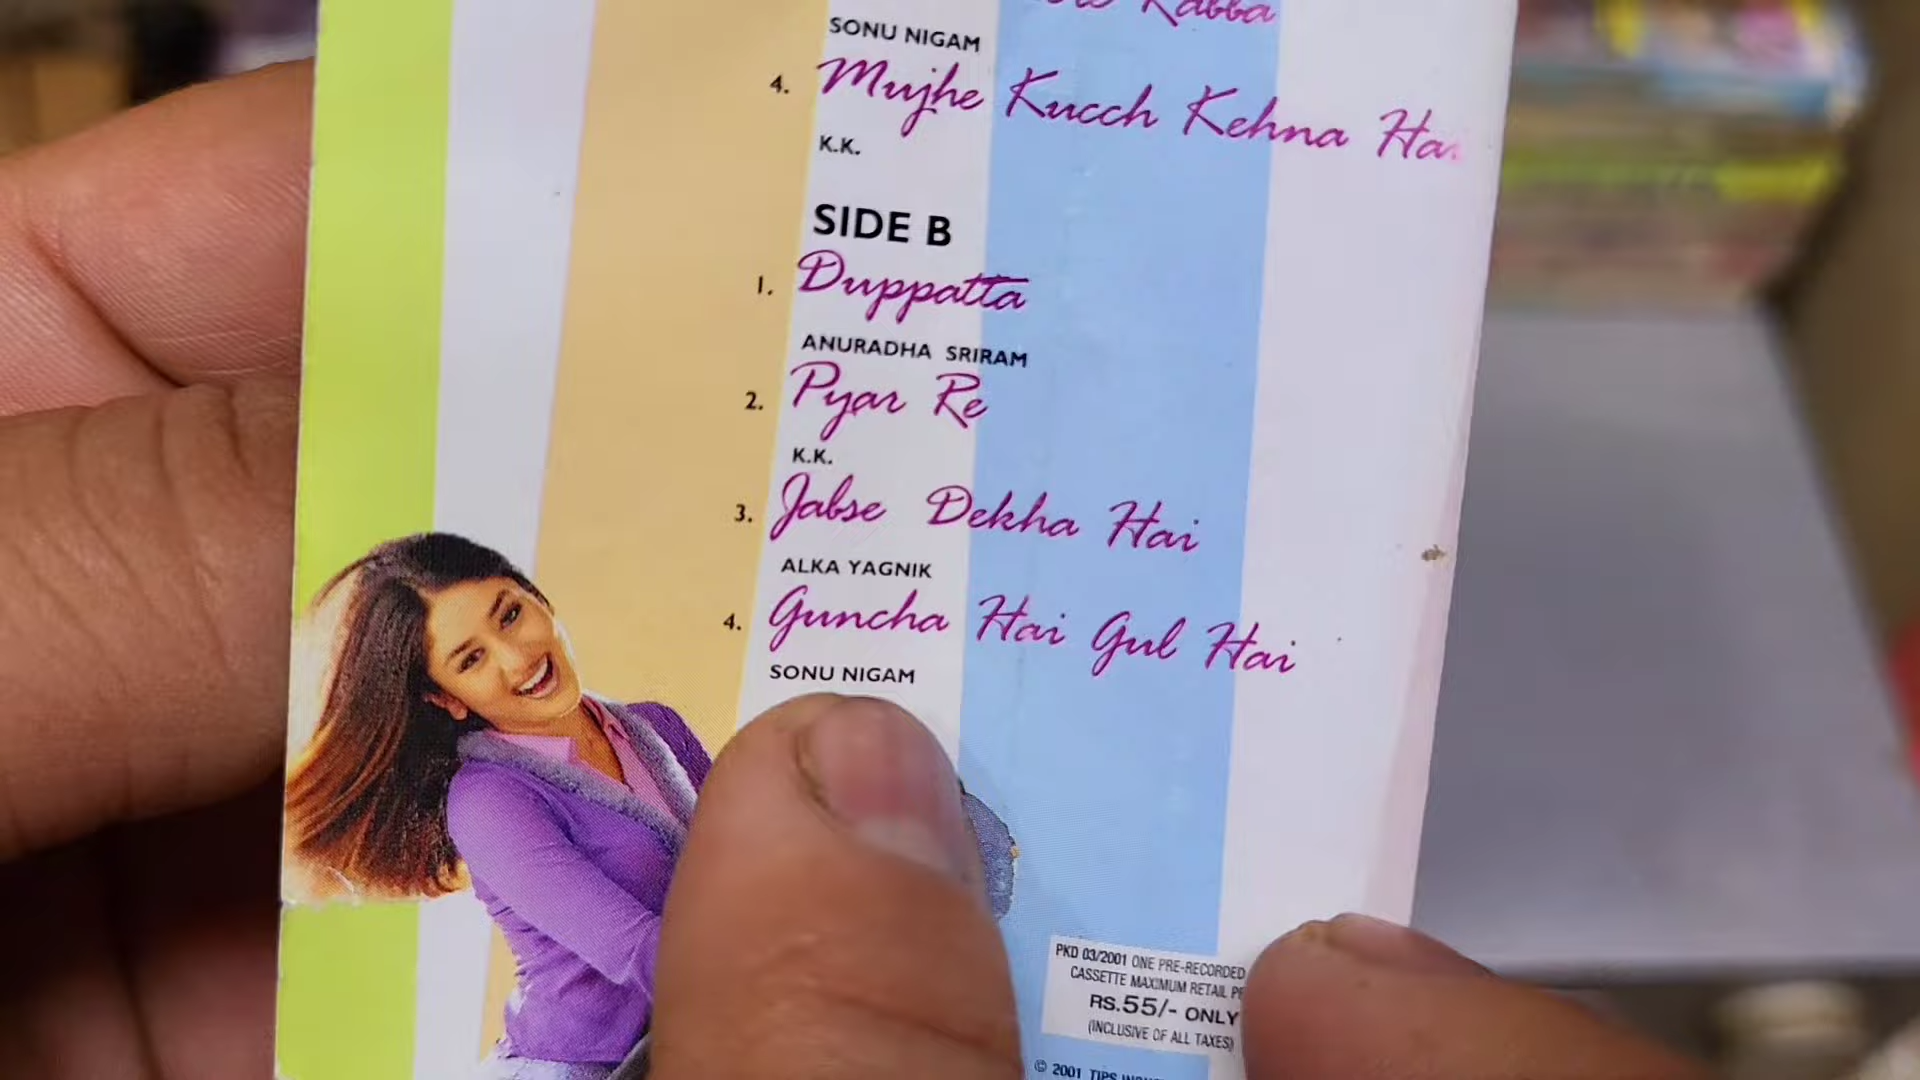 Rabba
SONU NIGAM
4. Mujhe Kucch Kehna Hai
K.K.
SIDE B
1. Duppatta
ANURADHA SRIRAM
2. Pyar Re
K.K.
3. Jabse Dekha Hai
ALKA YAGNIK
4. Guncha Hai Gul Hai
SONU NIGAM
PKD 03/2001 ONE PRE-RECORDED
CASSETTE MAXIMUM RETAIL
RS.55/- ONLY
(INCLUSIVE OF ALL TAXES)
© 2001 TIPS